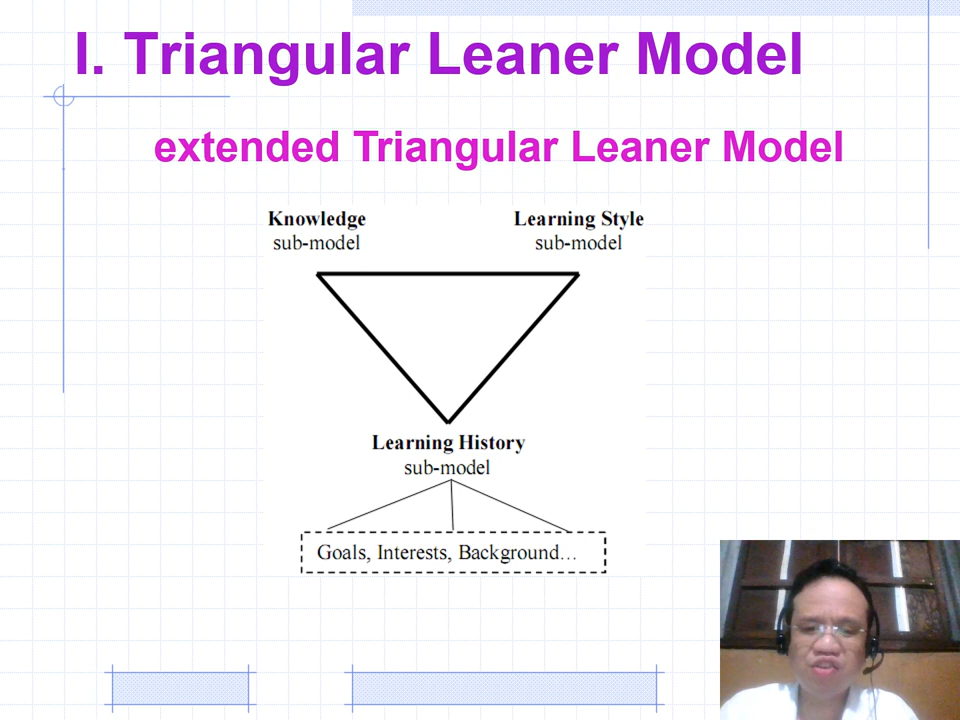 I. Triangular Leaner Model
extended Triangular Leaner Model
Knowledge
sub-model
Learning Style
sub-model
Learning History
sub-model
Goals, Interests, Background...